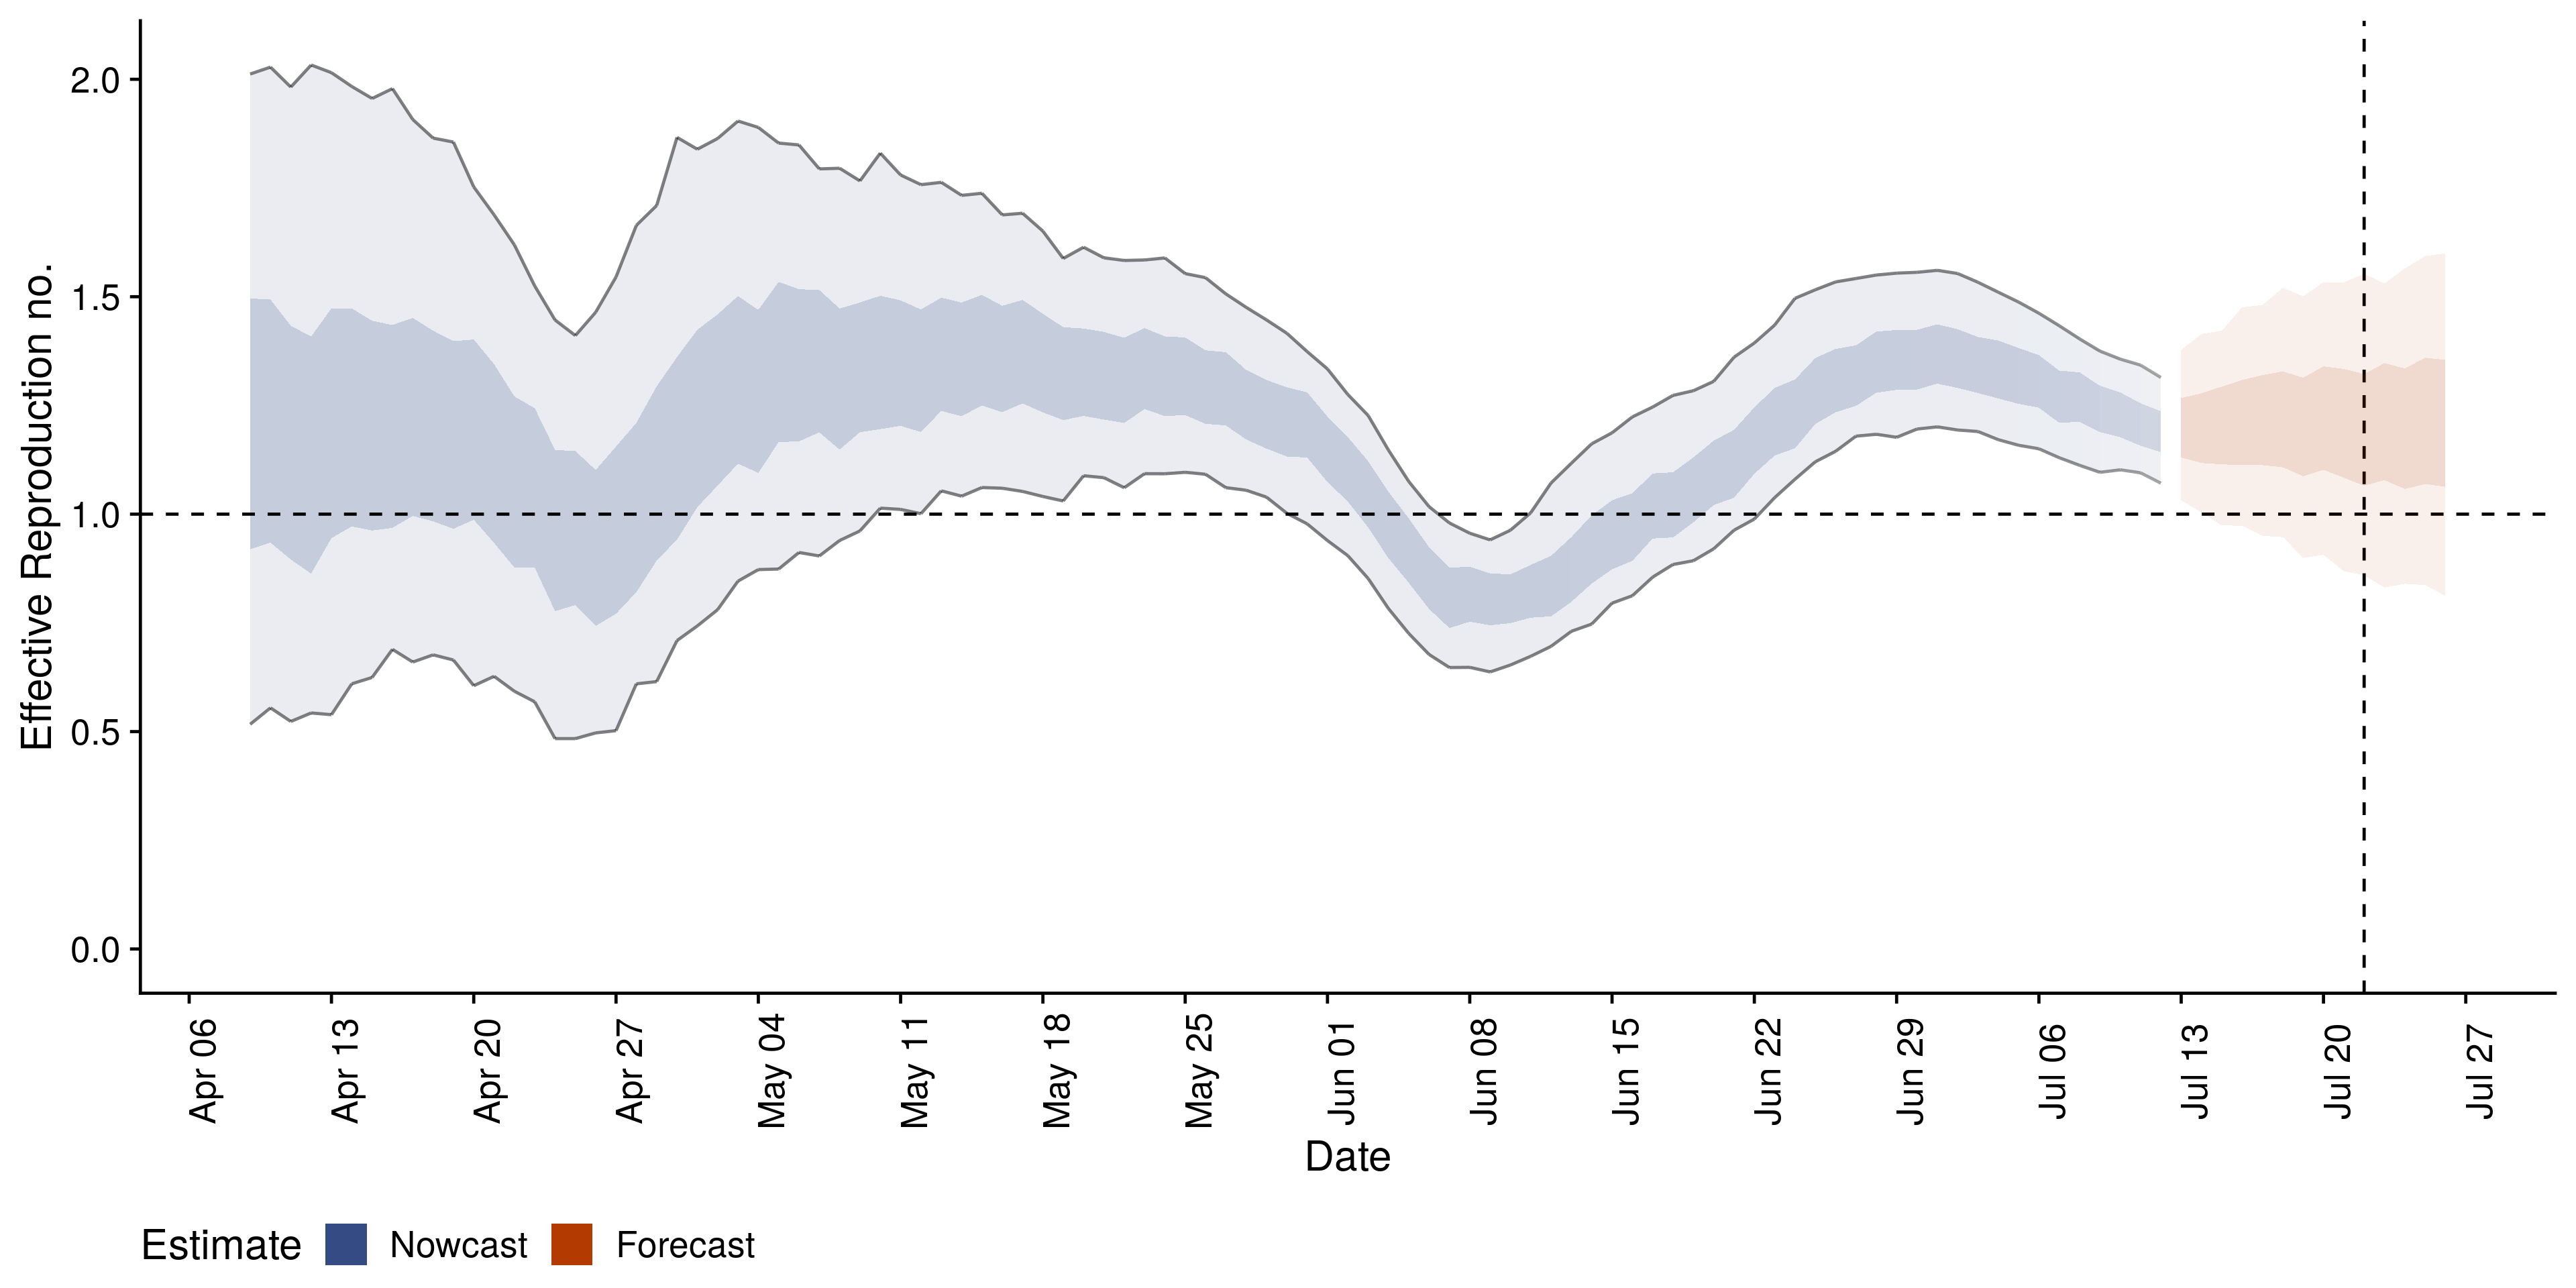 Effective Reproduction no.
2.0
1.5
1.0
0.5
0.0
Apr 06
Apr 13
Apr 20
Apr 27
May 04
May 11
May 18
May 25
Jun 01
Jun 08
Jun 15
Jun 22
Jun 29
Jul 06
Jul 13
Jul 20
Jul 27
Date
Estimate Nowcast Forecast